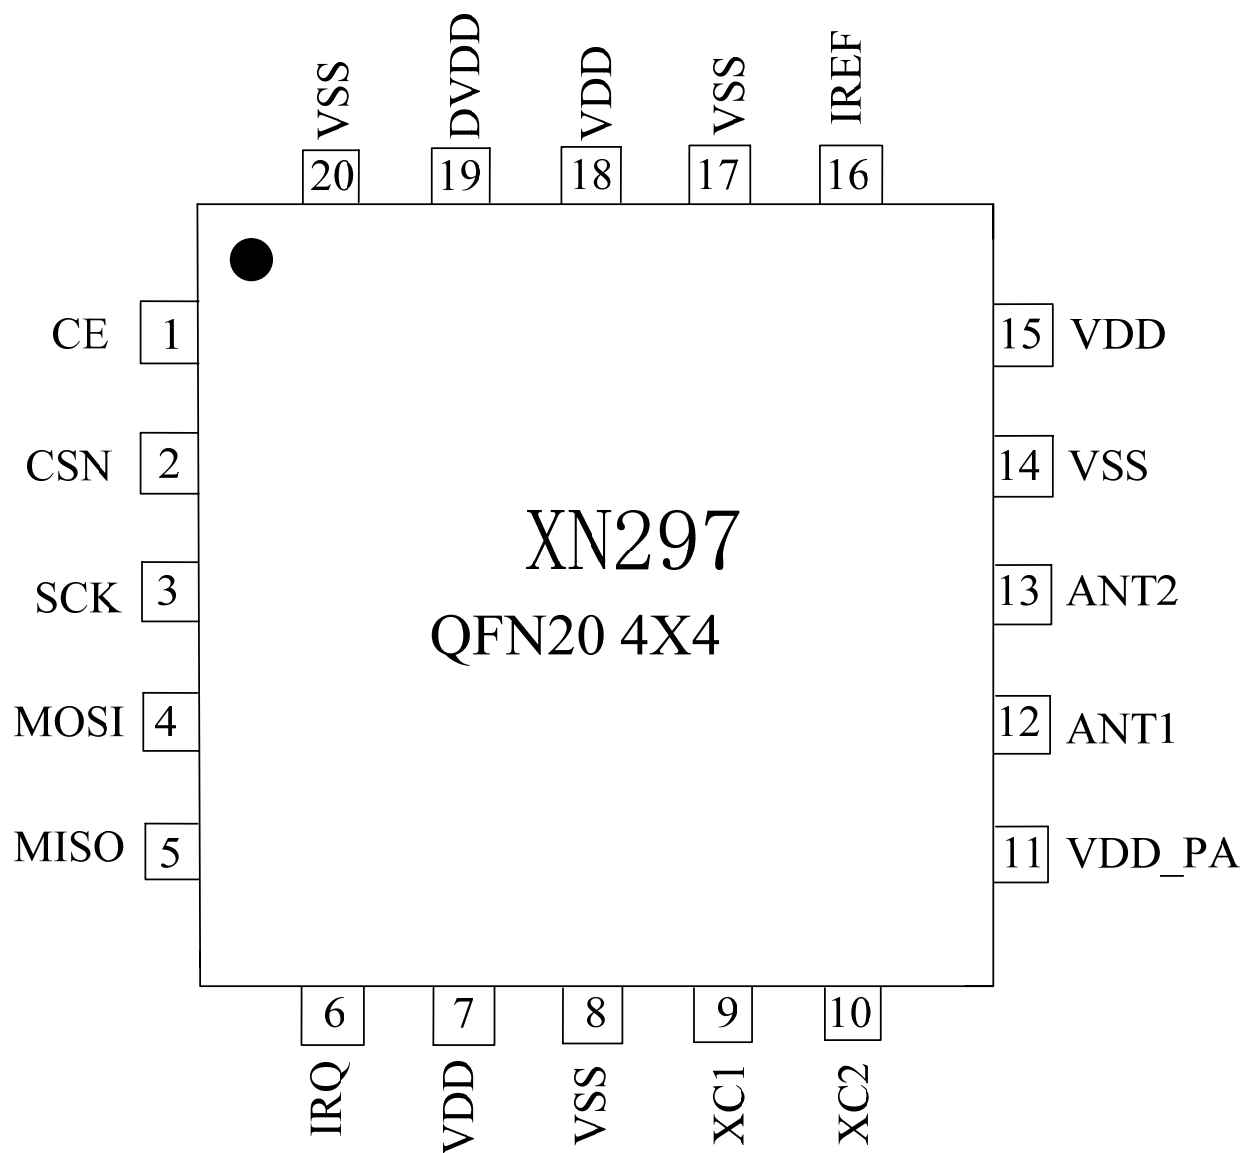 VSS DVDD VDD VSS IREF
20 19 18 17 16
CE 1 15 VDD
CSN 2 14 VSS
XN297
SCK 3 13 ANT2
QFN20 4X4
MOSI 4 12 ANT1
MISO 5 11 VDD_PA
6 7 8 9 10
IRQ VDD VSS XC1 XC2